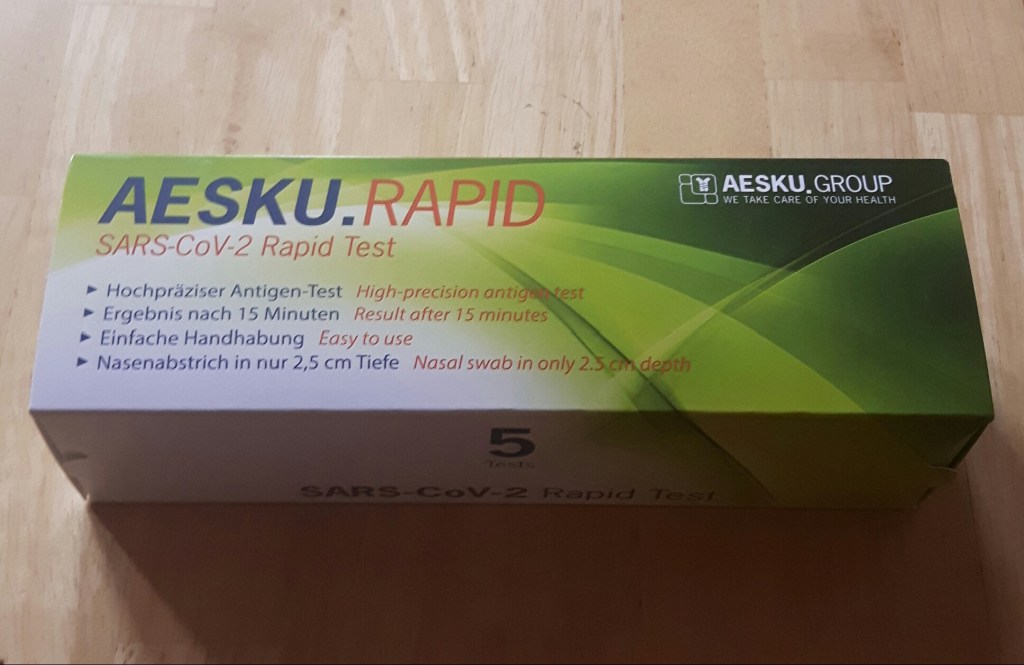 AESKU.RAPID
SARS-CoV-2 Rapid Test
AESKU.GROUP
WE TAKE CARE OF YOUR HEALTH
► Hochpräziser Antigen-Test High-precision antigen test
► Ergebnis nach 15 Minuten Result after 15 minutes
► Einfache Handhabung Easy to use
► Nasenabstrich in nur 2,5 cm Tiefe Nasal swab in only 2.5 cm depth
5
Tests
SARS-CoV-2 Rapid Test